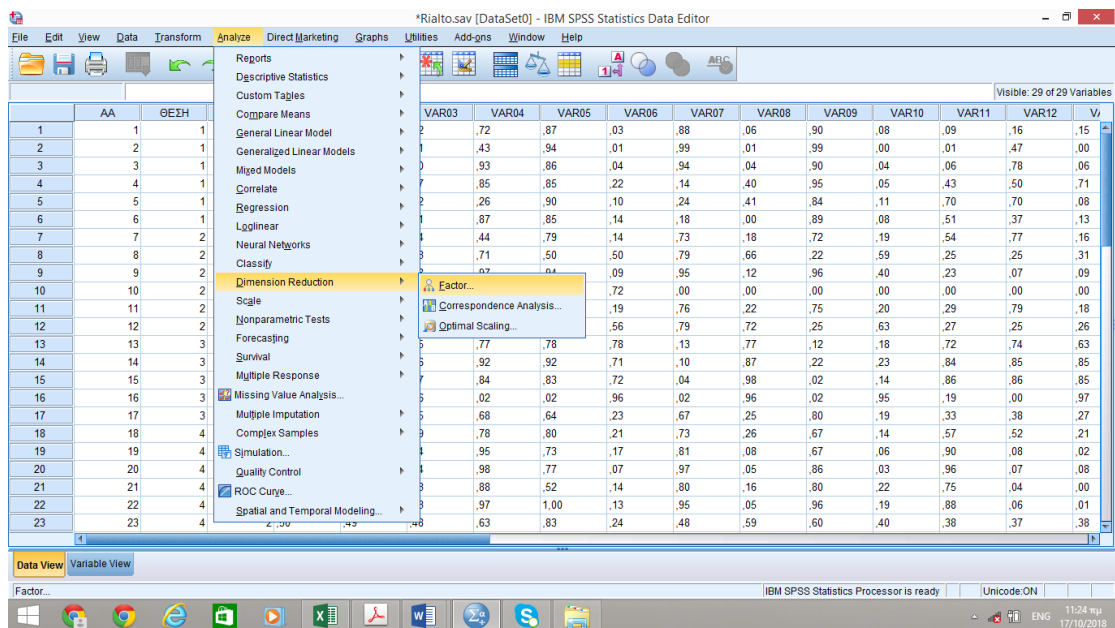 *Rialto.sav [DataSet0] - IBM SPSS Statistics Data Editor
File Edit View Data Transform Analyze Direct Marketing Graphs Utilities Add-ons Window Help
Visible: 29 of 29 Variables
Reports
Descriptive Statistics
Custom Tables
Compare Means
General Linear Model
Generalized Linear Models
Mixed Models
Correlate
Regression
Loglinear
Neural Networks
Classify
Dimension Reduction
Scale
Nonparametric Tests
Forecasting
Survival
Multiple Response
Missing Value Analysis...
Multiple Imputation
Complex Samples
Simulation...
Quality Control
ROC Curve...
Spatial and Temporal Modeling...
Factor...
Correspondence Analysis...
Optimal Scaling...
AA ΘΕΣΗ VAR03 VAR04 VAR05 VAR06 VAR07 VAR08 VAR09 VAR10 VAR11 VAR12
1 1 1 ,72 ,87 ,03 ,88 ,06 ,90 ,08 ,09 ,16 ,15
2 2 1 ,43 ,94 ,01 ,99 ,01 ,99 ,00 ,01 ,47 ,00
3 3 1 ,93 ,86 ,04 ,94 ,04 ,90 ,04 ,06 ,78 ,06
4 4 1 ,85 ,85 ,22 ,14 ,40 ,95 ,05 ,43 ,50 ,71
5 5 1 ,26 ,90 ,10 ,24 ,41 ,84 ,11 ,70 ,70 ,08
6 6 1 ,87 ,85 ,14 ,18 ,00 ,89 ,08 ,51 ,37 ,13
7 7 2 ,44 ,79 ,14 ,73 ,18 ,72 ,19 ,54 ,77 ,16
8 8 2 ,71 ,50 ,50 ,79 ,66 ,22 ,59 ,25 ,25 ,31
9 9 2 ,09 ,95 ,12 ,96 ,40 ,23 ,07 ,09
10 10 2 ,72 ,00 ,00 ,00 ,00 ,00 ,00 ,00
11 11 2 ,19 ,76 ,22 ,75 ,20 ,29 ,79 ,18
12 12 2 ,56 ,79 ,72 ,25 ,63 ,27 ,25 ,26
13 13 3 ,77 ,78 ,78 ,13 ,77 ,12 ,18 ,72 ,74 ,63
14 14 3 ,92 ,92 ,71 ,10 ,87 ,22 ,23 ,84 ,85 ,85
15 15 3 ,84 ,83 ,72 ,04 ,98 ,02 ,14 ,86 ,86 ,85
16 16 3 ,02 ,02 ,96 ,02 ,96 ,02 ,95 ,19 ,00 ,97
17 17 3 ,68 ,64 ,23 ,67 ,25 ,80 ,19 ,33 ,38 ,27
18 18 4 ,78 ,80 ,21 ,73 ,26 ,67 ,14 ,57 ,52 ,21
19 19 4 ,95 ,73 ,17 ,81 ,08 ,67 ,06 ,90 ,08 ,02
20 20 4 ,98 ,77 ,07 ,97 ,05 ,86 ,03 ,96 ,07 ,08
21 21 4 ,88 ,52 ,14 ,80 ,16 ,80 ,22 ,75 ,04 ,00
22 22 4 ,97 1,00 ,13 ,95 ,05 ,96 ,19 ,88 ,06 ,01
23 23 4 ,63 ,83 ,24 ,48 ,59 ,60 ,40 ,38 ,37 ,38
Data View Variable View
Factor... IBM SPSS Statistics Processor is ready Unicode:ON
ENG 11:24 πμ
17/10/2018